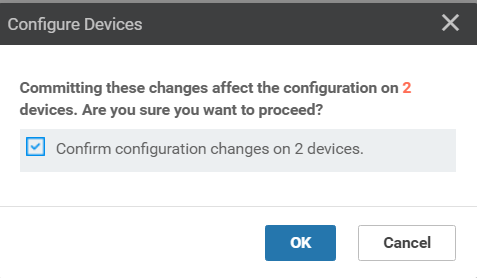 Configure Devices
Committing these changes affect the configuration on 2
devices. Are you sure you want to proceed?
Confirm configuration changes on 2 devices.
OK
Cancel